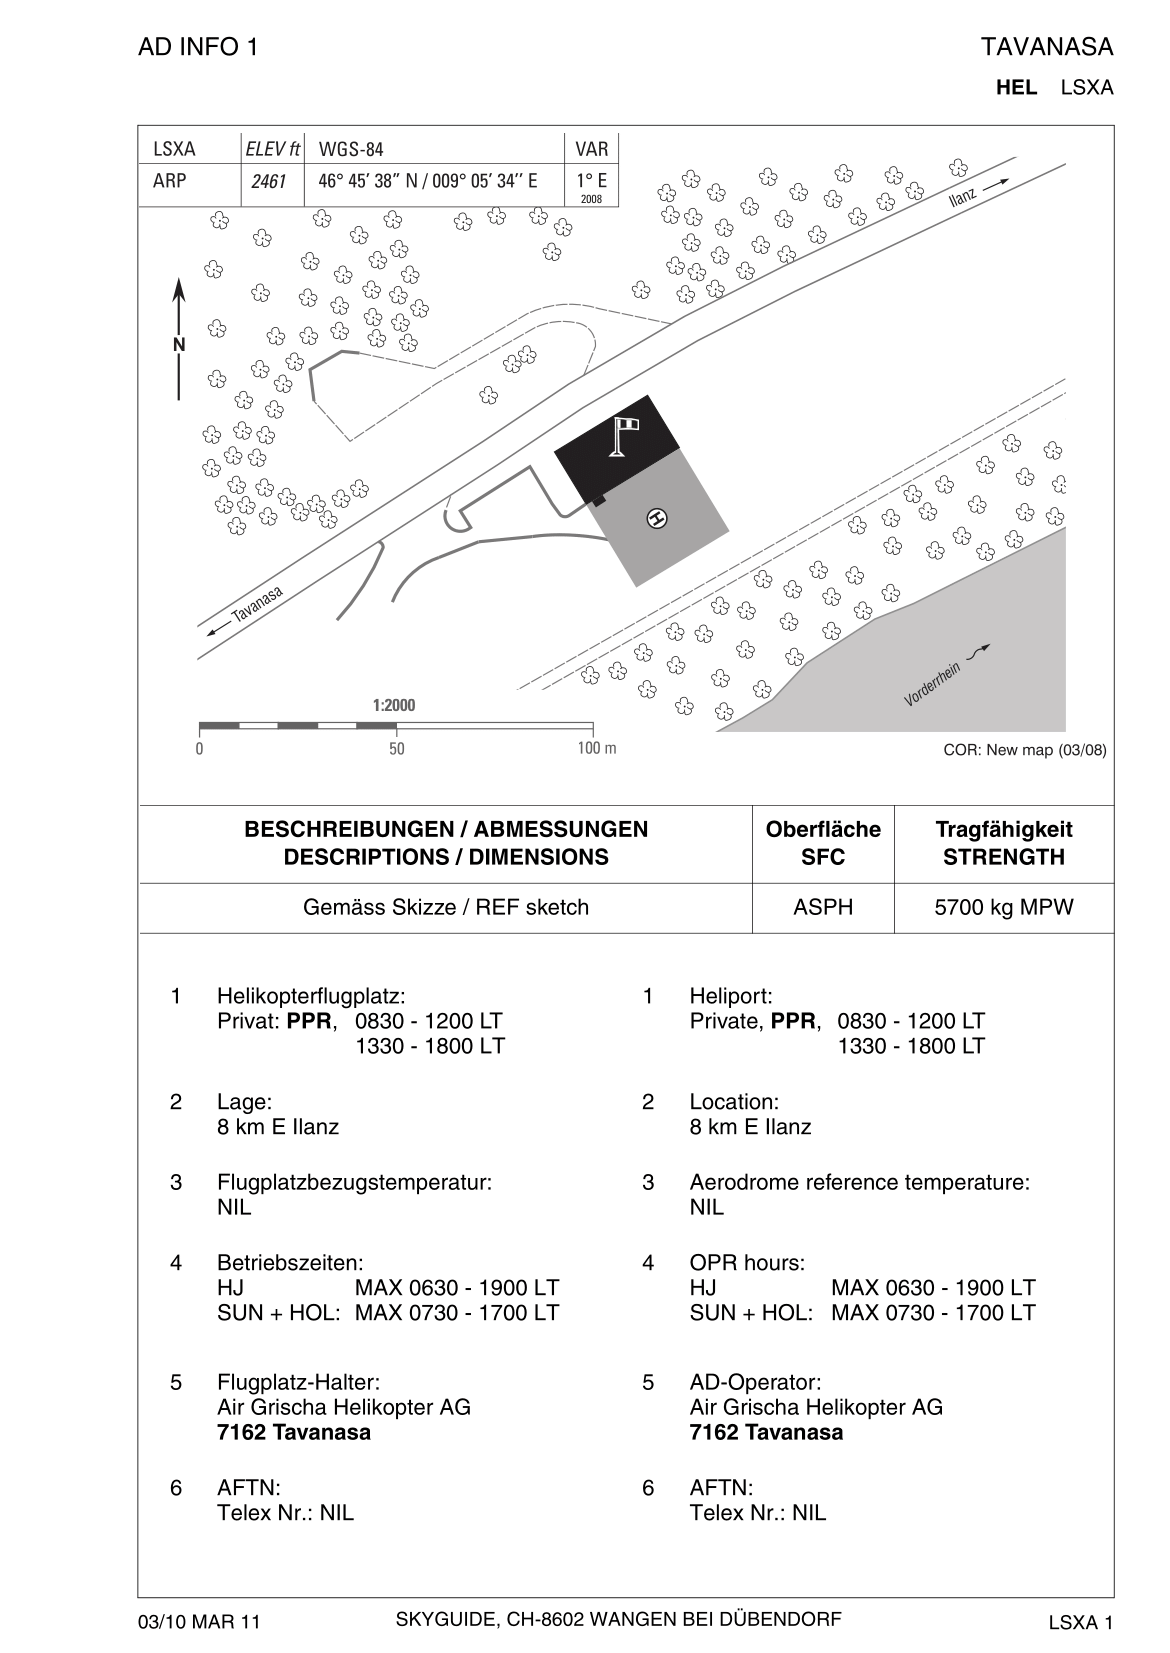 AD INFO 1
TAVANASA
HEL LSXA
LSXA ELEV ft WGS-84 VAR
ARP 2461 46° 45′ 38″ N / 009° 05′ 34′′ E 1° E
2008
Ilanz
N
H
Tavanasa
Vorderrhein
1:2000
0 50 100 m
COR: New map (03/08)
BESCHREIBUNGEN / ABMESSUNGEN Oberfläche Tragfähigkeit
DESCRIPTIONS / DIMENSIONS SFC STRENGTH
Gemäss Skizze / REF sketch ASPH 5700 kg MPW
1 Helikopterflugplatz:
Privat: PPR, 0830 - 1200 LT
1330 - 1800 LT
2 Lage:
8 km E Ilanz
3 Flugplatzbezugstemperatur:
NIL
4 Betriebszeiten:
HJ MAX 0630 - 1900 LT
SUN + HOL: MAX 0730 - 1700 LT
5 Flugplatz-Halter:
Air Grischa Helikopter AG
7162 Tavanasa
6 AFTN:
Telex Nr.: NIL
1 Heliport:
Private, PPR, 0830 - 1200 LT
1330 - 1800 LT
2 Location:
8 km E Ilanz
3 Aerodrome reference temperature:
NIL
4 OPR hours:
HJ MAX 0630 - 1900 LT
SUN + HOL: MAX 0730 - 1700 LT
5 AD-Operator:
Air Grischa Helikopter AG
7162 Tavanasa
6 AFTN:
Telex Nr.: NIL
03/10 MAR 11
SKYGUIDE, CH-8602 WANGEN BEI DÜBENDORF
LSXA 1